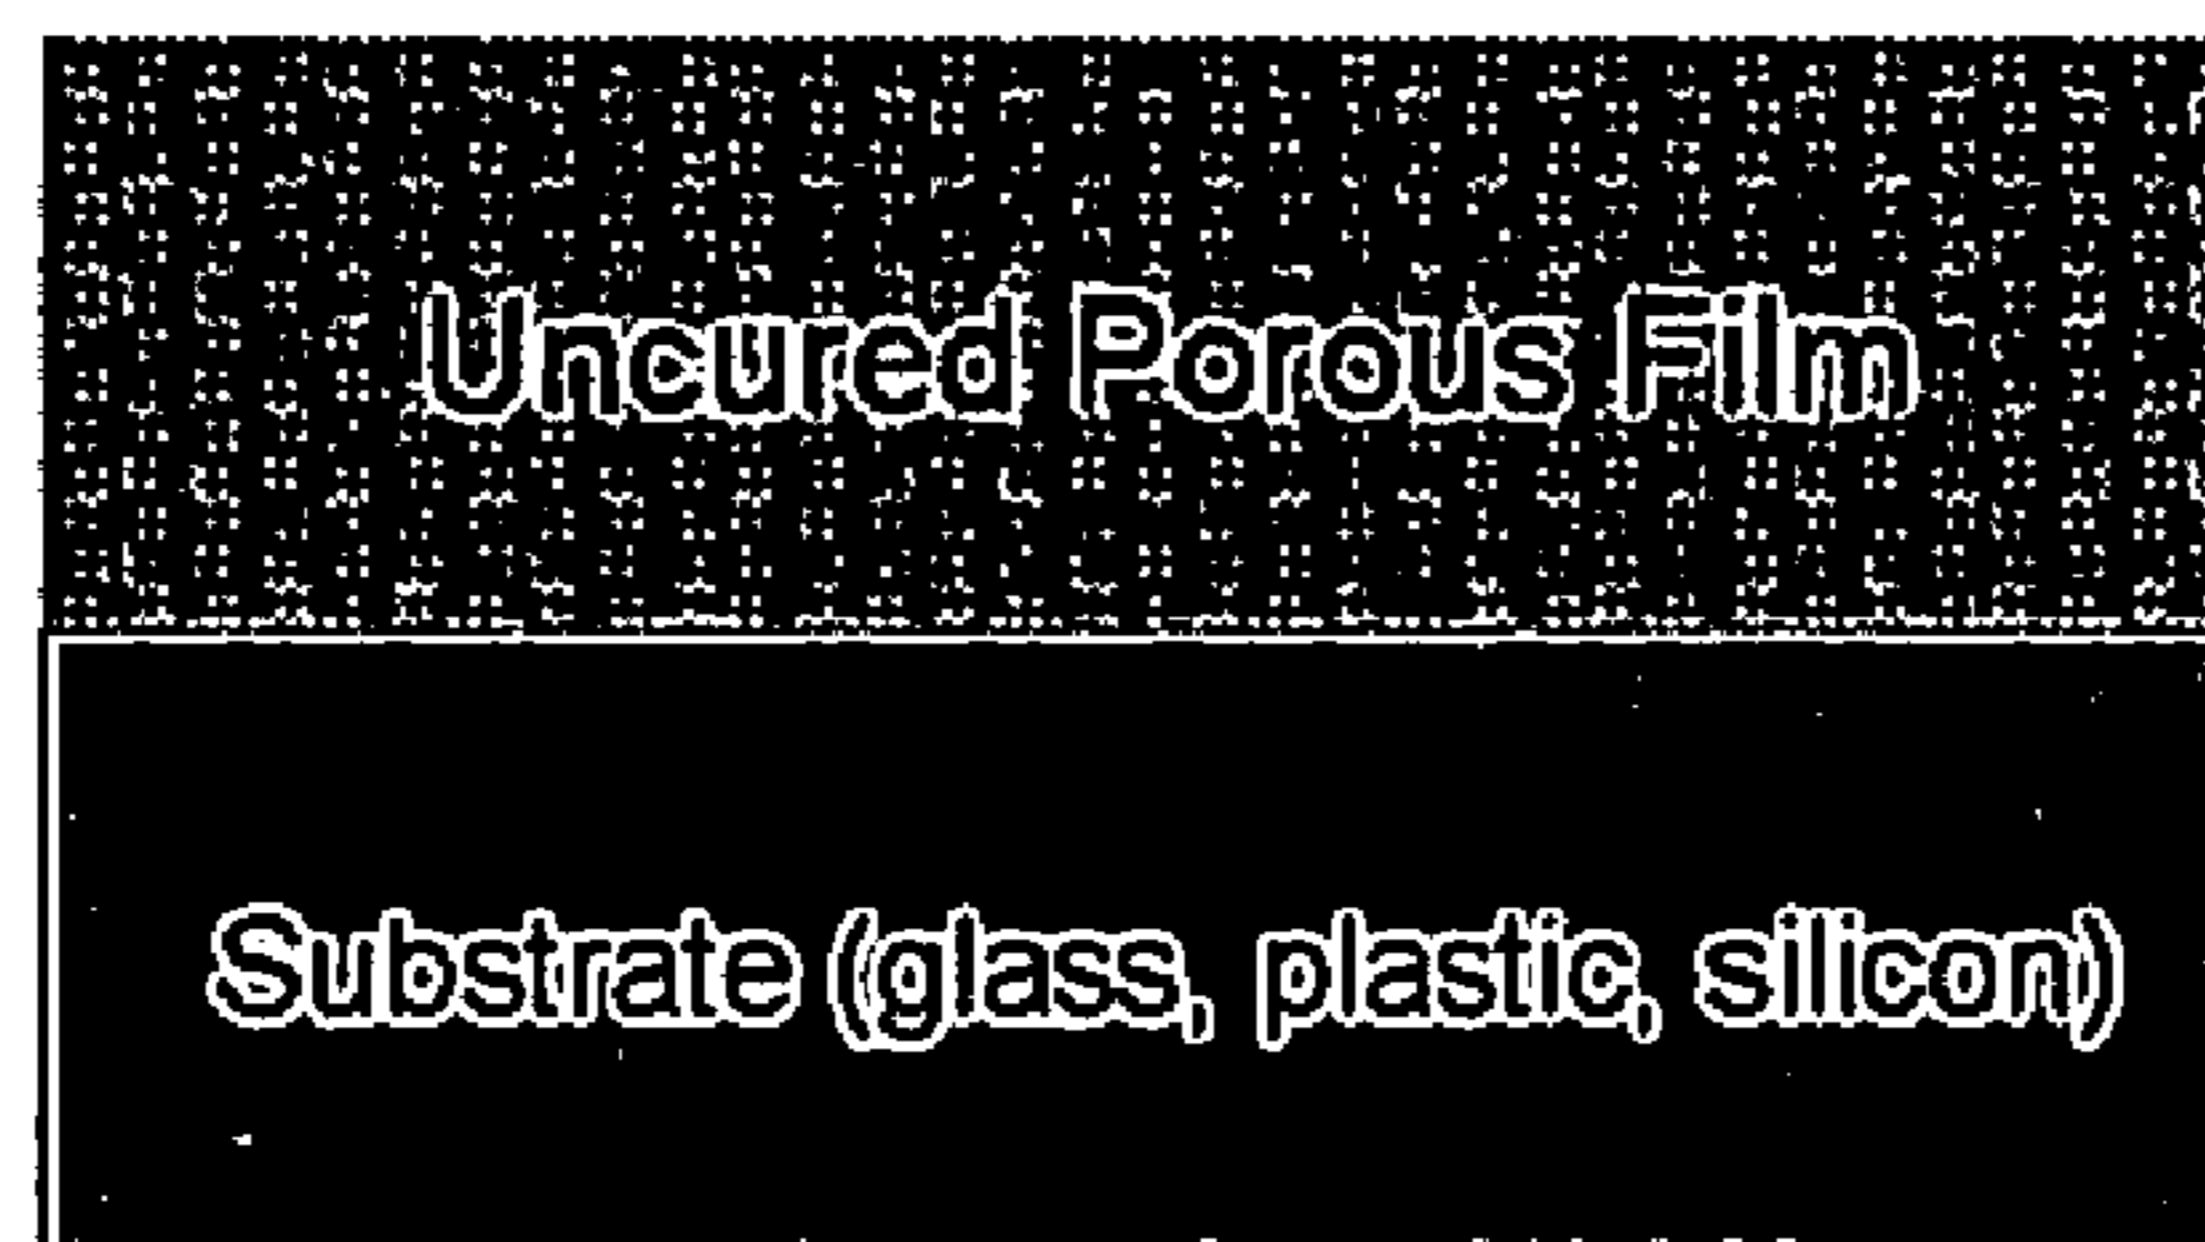 Uncured Porous Film
Substrate (glass, plastic, silicon)